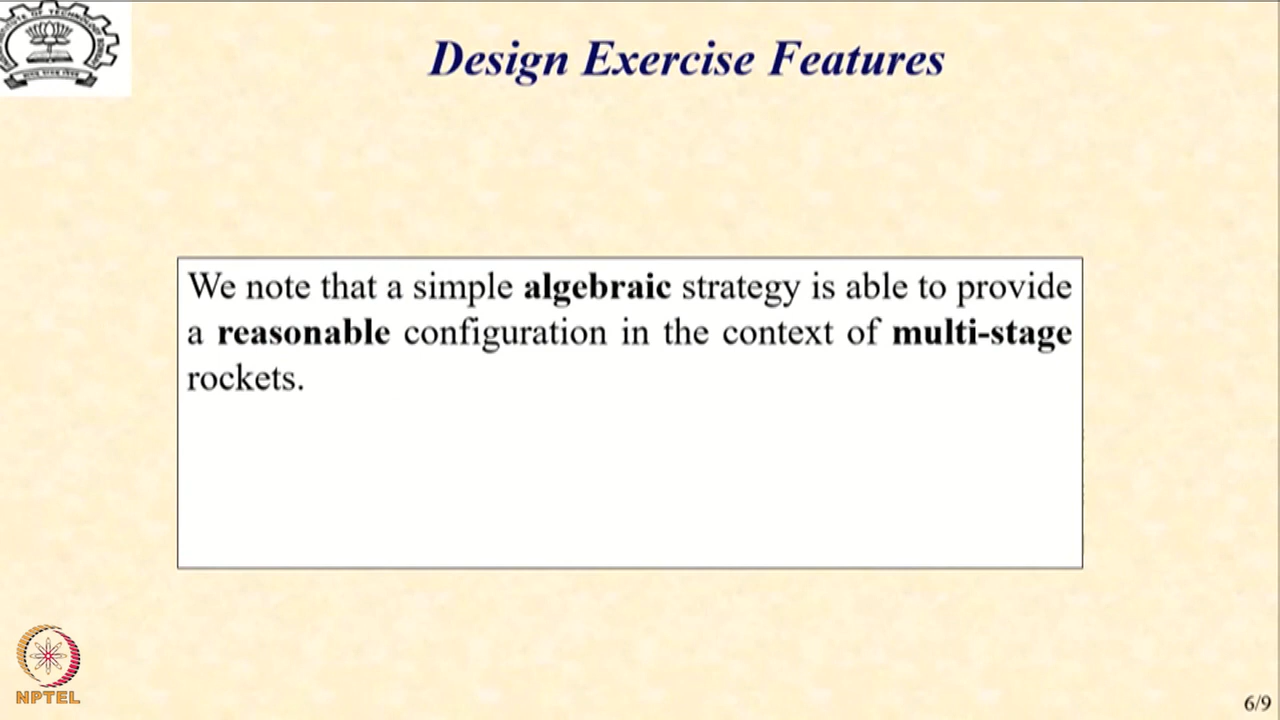 Design Exercise Features
We note that a simple algebraic strategy is able to provide
a reasonable configuration in the context of multi-stage
rockets.
NPTEL
6/9